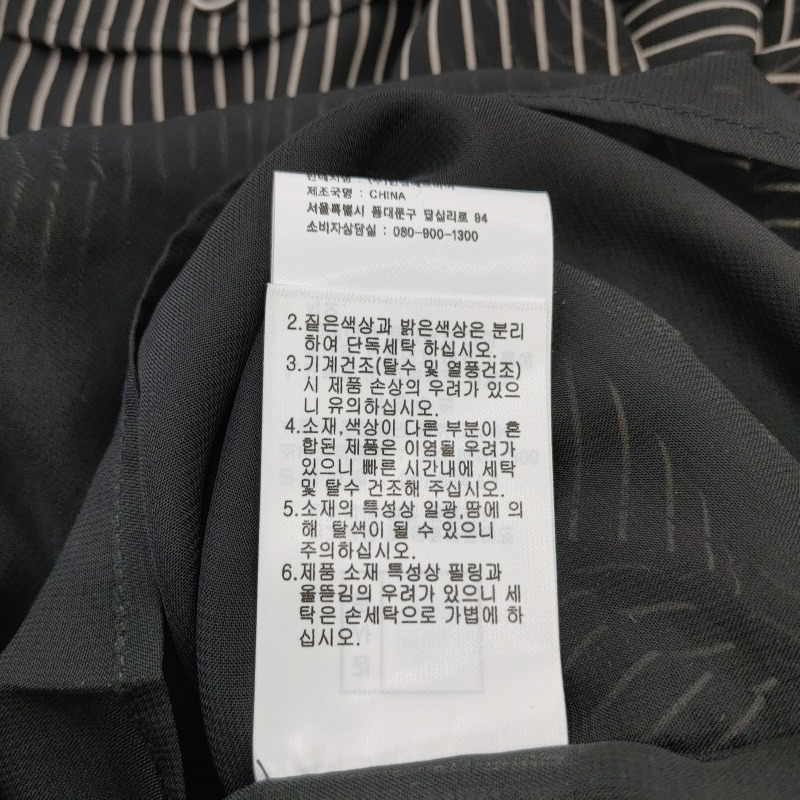 제조국명 : CHINA
서울특별시 동대문구 답십리로 94
소비자상담실 : 080-900-1300
2.짙은색상과 밝은색상은 분리
하여 단독세탁 하십시오.
3.기계건조(탈수 및 열풍건조)
시 제품 손상의 우려가 있으
니 유의하십시오.
4.소재,색상이 다른 부분이 혼
합된 제품은 이염될 우려가
있으니 빠른 시간내에 세탁
및 탈수 건조해 주십시오.
5.소재의 특성상 일광,땀에 의
해 탈색이 될 수 있으니
주의하십시오.
6.제품 소재 특성상 필링과
올뜯김의 우려가 있으니 세
탁은 손세탁으로 가볍에 하
십시오.